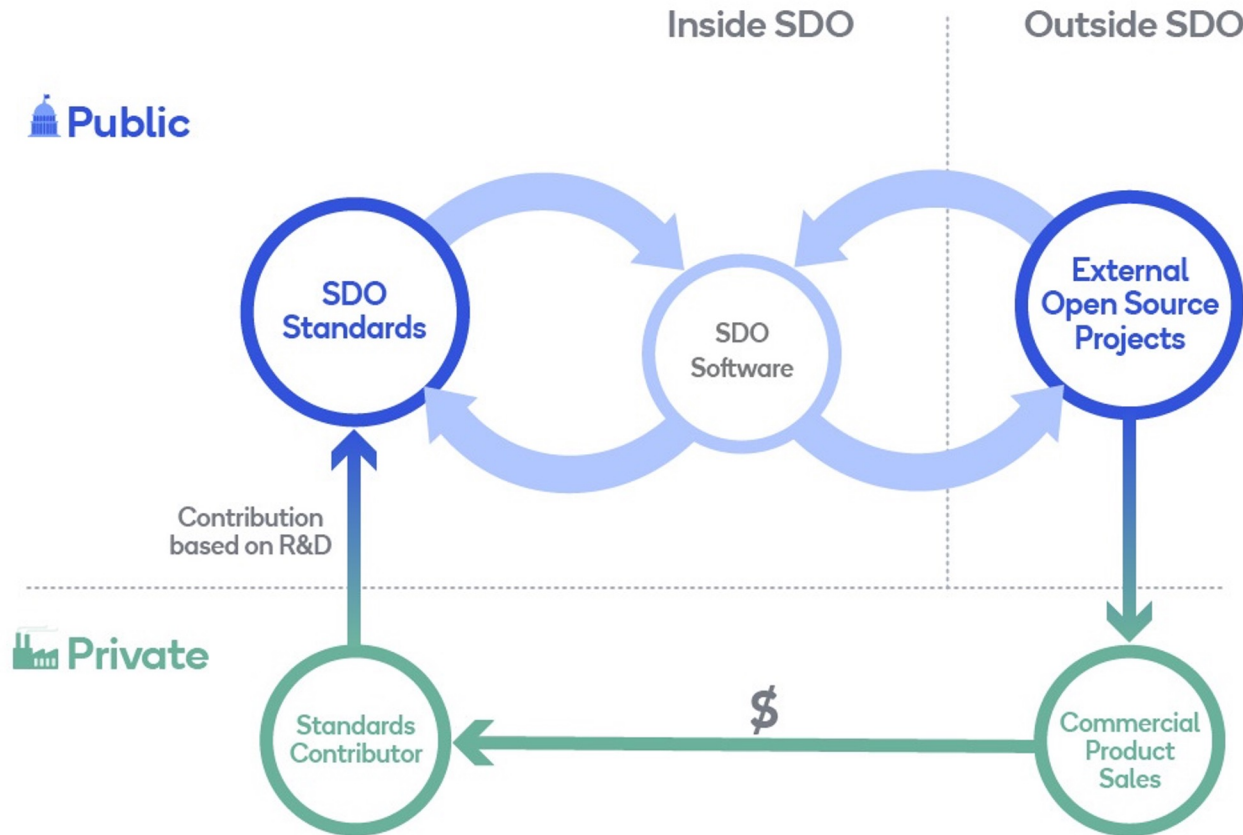 Inside SDO
Outside SDO
Public
SDO
Standards
SDO
Software
External
Open Source
Projects
Contribution
based on R&D
Private
Standards
Contributor
$
Commercial
Product
Sales